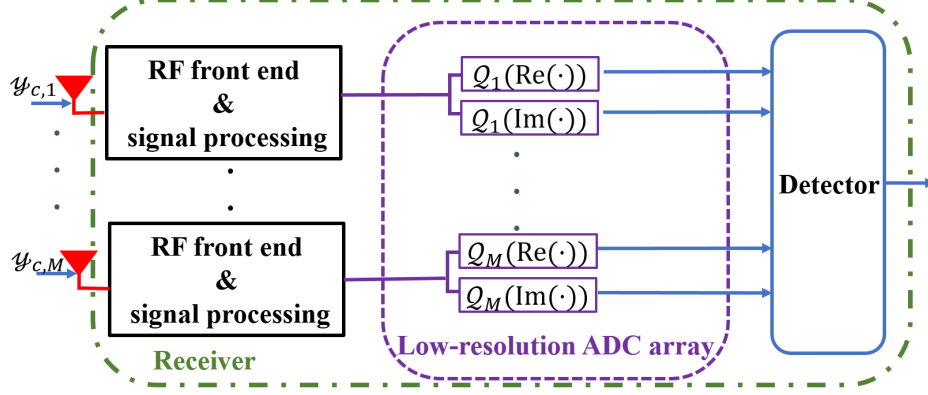 𝓎_{c,1}
RF front end
&
signal processing
𝒬_1(Re(·))
𝒬_1(Im(·))
Detector
𝓎_{c,M}
RF front end
&
signal processing
𝒬_M(Re(·))
𝒬_M(Im(·))
Receiver
Low-resolution ADC array